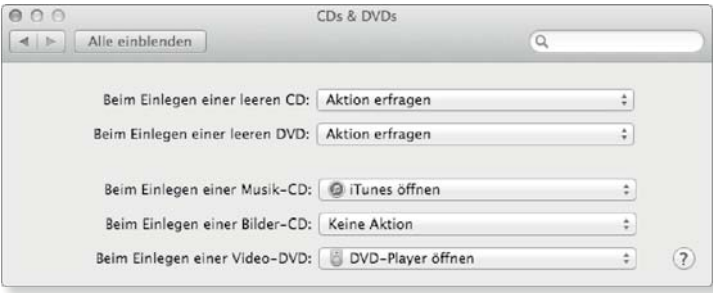 CDs & DVDs
Alle einblenden
Beim Einlegen einer leeren CD: Aktion erfragen
Beim Einlegen einer leeren DVD: Aktion erfragen
Beim Einlegen einer Musik-CD: iTunes öffnen
Beim Einlegen einer Bilder-CD: Keine Aktion
Beim Einlegen einer Video-DVD: DVD-Player öffnen ?